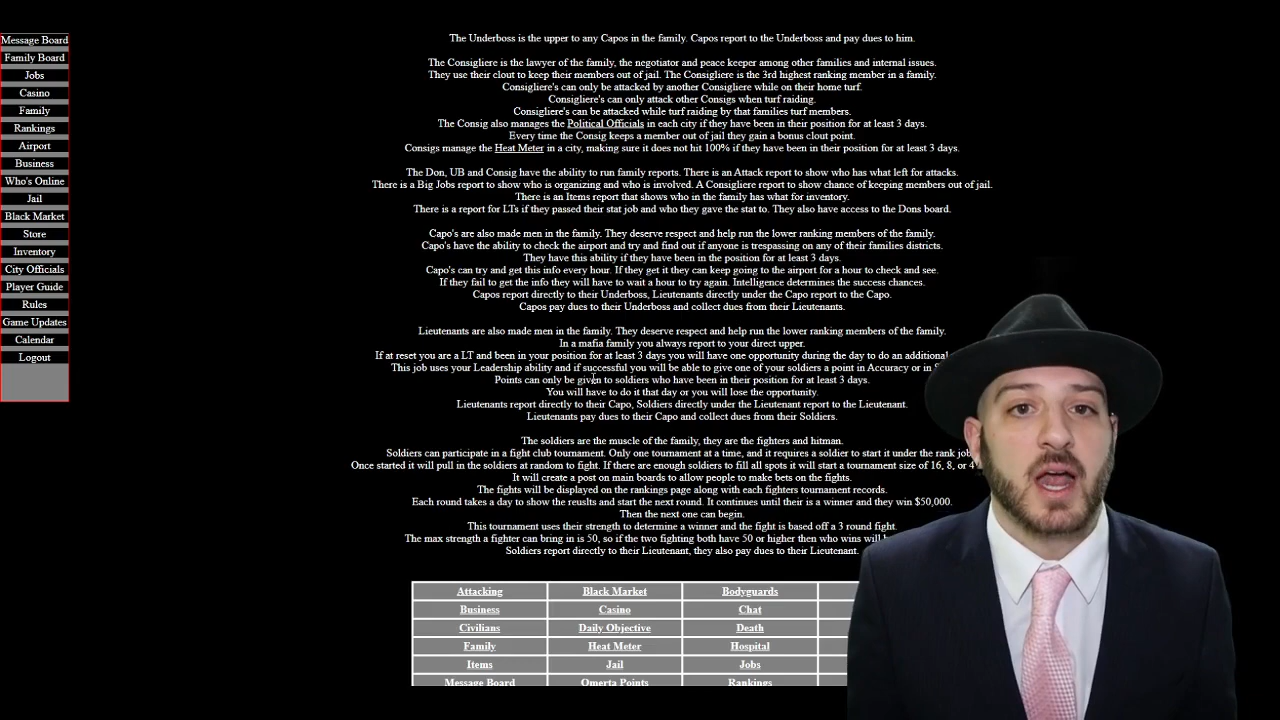 Message Board
Family Board
Jobs
Casino
Family
Rankings
Airport
Business
Who's Online
Jail
Black Market
Store
Inventory
City Officials
Player Guide
Rules
Game Updates
Calendar
Logout
The Underboss is the upper to any Capos in the family. Capos report to the Underboss and pay dues to him.
The Consigliere is the lawyer of the family, the negotiator and peace keeper among other families and internal issues.
They use their clout to keep their members out of jail. The Consigliere is the 3rd highest ranking member in a family.
Consigliere's can only be attacked by another Consigliere while on their home turf.
Consigliere's can only attack other Consigs when turf raiding.
Consigliere's can be attacked while turf raiding by that families turf members.
The Consig also manages the Political Officials in each city if they have been in their position for at least 3 days.
Every time the Consig keeps a member out of jail they gain a bonus clout point.
Consigs manage the Heat Meter in a city, making sure it does not hit 100% if they have been in their position for at least 3 days.
The Don, UB and Consig have the ability to run family reports. There is an Attack report to show who has what left for attacks.
There is a Big Jobs report to show who is organizing and who is involved. A Consigliere report to show chance of keeping members out of jail.
There is an Items report that shows who in the family has what for inventory.
There is a report for LTs if they passed their stat job and who they gave the stat to. They also have access to the Dons board.
Capo's are also made men in the family. They deserve respect and help run the lower ranking members of the family.
Capo's have the ability to check the airport and try and find out if anyone is trespassing on any of their families districts.
They have this ability if they have been in the position for at least 3 days.
Capo's can try and get this info every hour. If they get it they can keep going to the airport for a hour to check and see.
If they fail to get the info they will have to wait a hour to try again. Intelligence determines the success chances.
Capos report directly to their Underboss, Lieutenants directly under the Capo report to the Capo.
Capos pay dues to their Underboss and collect dues from their Lieutenants.
Lieutenants are also made men in the family. They deserve respect and help run the lower ranking members of the family.
In a mafia family you always report to your direct upper.
If at reset you are a LT and been in your position for at least 3 days you will have one opportunity during the day to do an additional
This job uses your Leadership ability and if successful you will be able to give one of your soldiers a point in Accuracy or in
Points can only be given to soldiers who have been in their position for at least 3 days.
You will have to do it that day or you will lose the opportunity.
Lieutenants report directly to their Capo, Soldiers directly under the Lieutenant report to the Lieutenant.
Lieutenants pay dues to their Capo and collect dues from their Soldiers.
The soldiers are the muscle of the family, they are the fighters and hitman.
Soldiers can participate in a fight club tournament. Only one tournament at a time, and it requires a soldier to start it under the rank
Once started it will pull in the soldiers at random to fight. If there are enough soldiers to fill all spots it will start a tournament size of 16, 8, or 4
It will create a post on main boards to allow people to make bets on the fights.
The fights will be displayed on the rankings page along with each fighters tournament records.
Each round takes a day to show the reuslts and start the next round. It continues until their is a winner and they win $50,000.
Then the next one can begin.
This tournament uses their strength to determine a winner and the fight is based off a 3 round fight.
The max strength a fighter can bring in is 50, so if the two fighting both have 50 or higher then who wins will
Soldiers report directly to their Lieutenant, they also pay dues to their Lieutenant.
Attacking Black Market Bodyguards
Business Casino Chat
Civilians Daily Objective Death
Family Heat Meter Hospital
Items Jail Jobs
Message Board Omerta Points Rankings